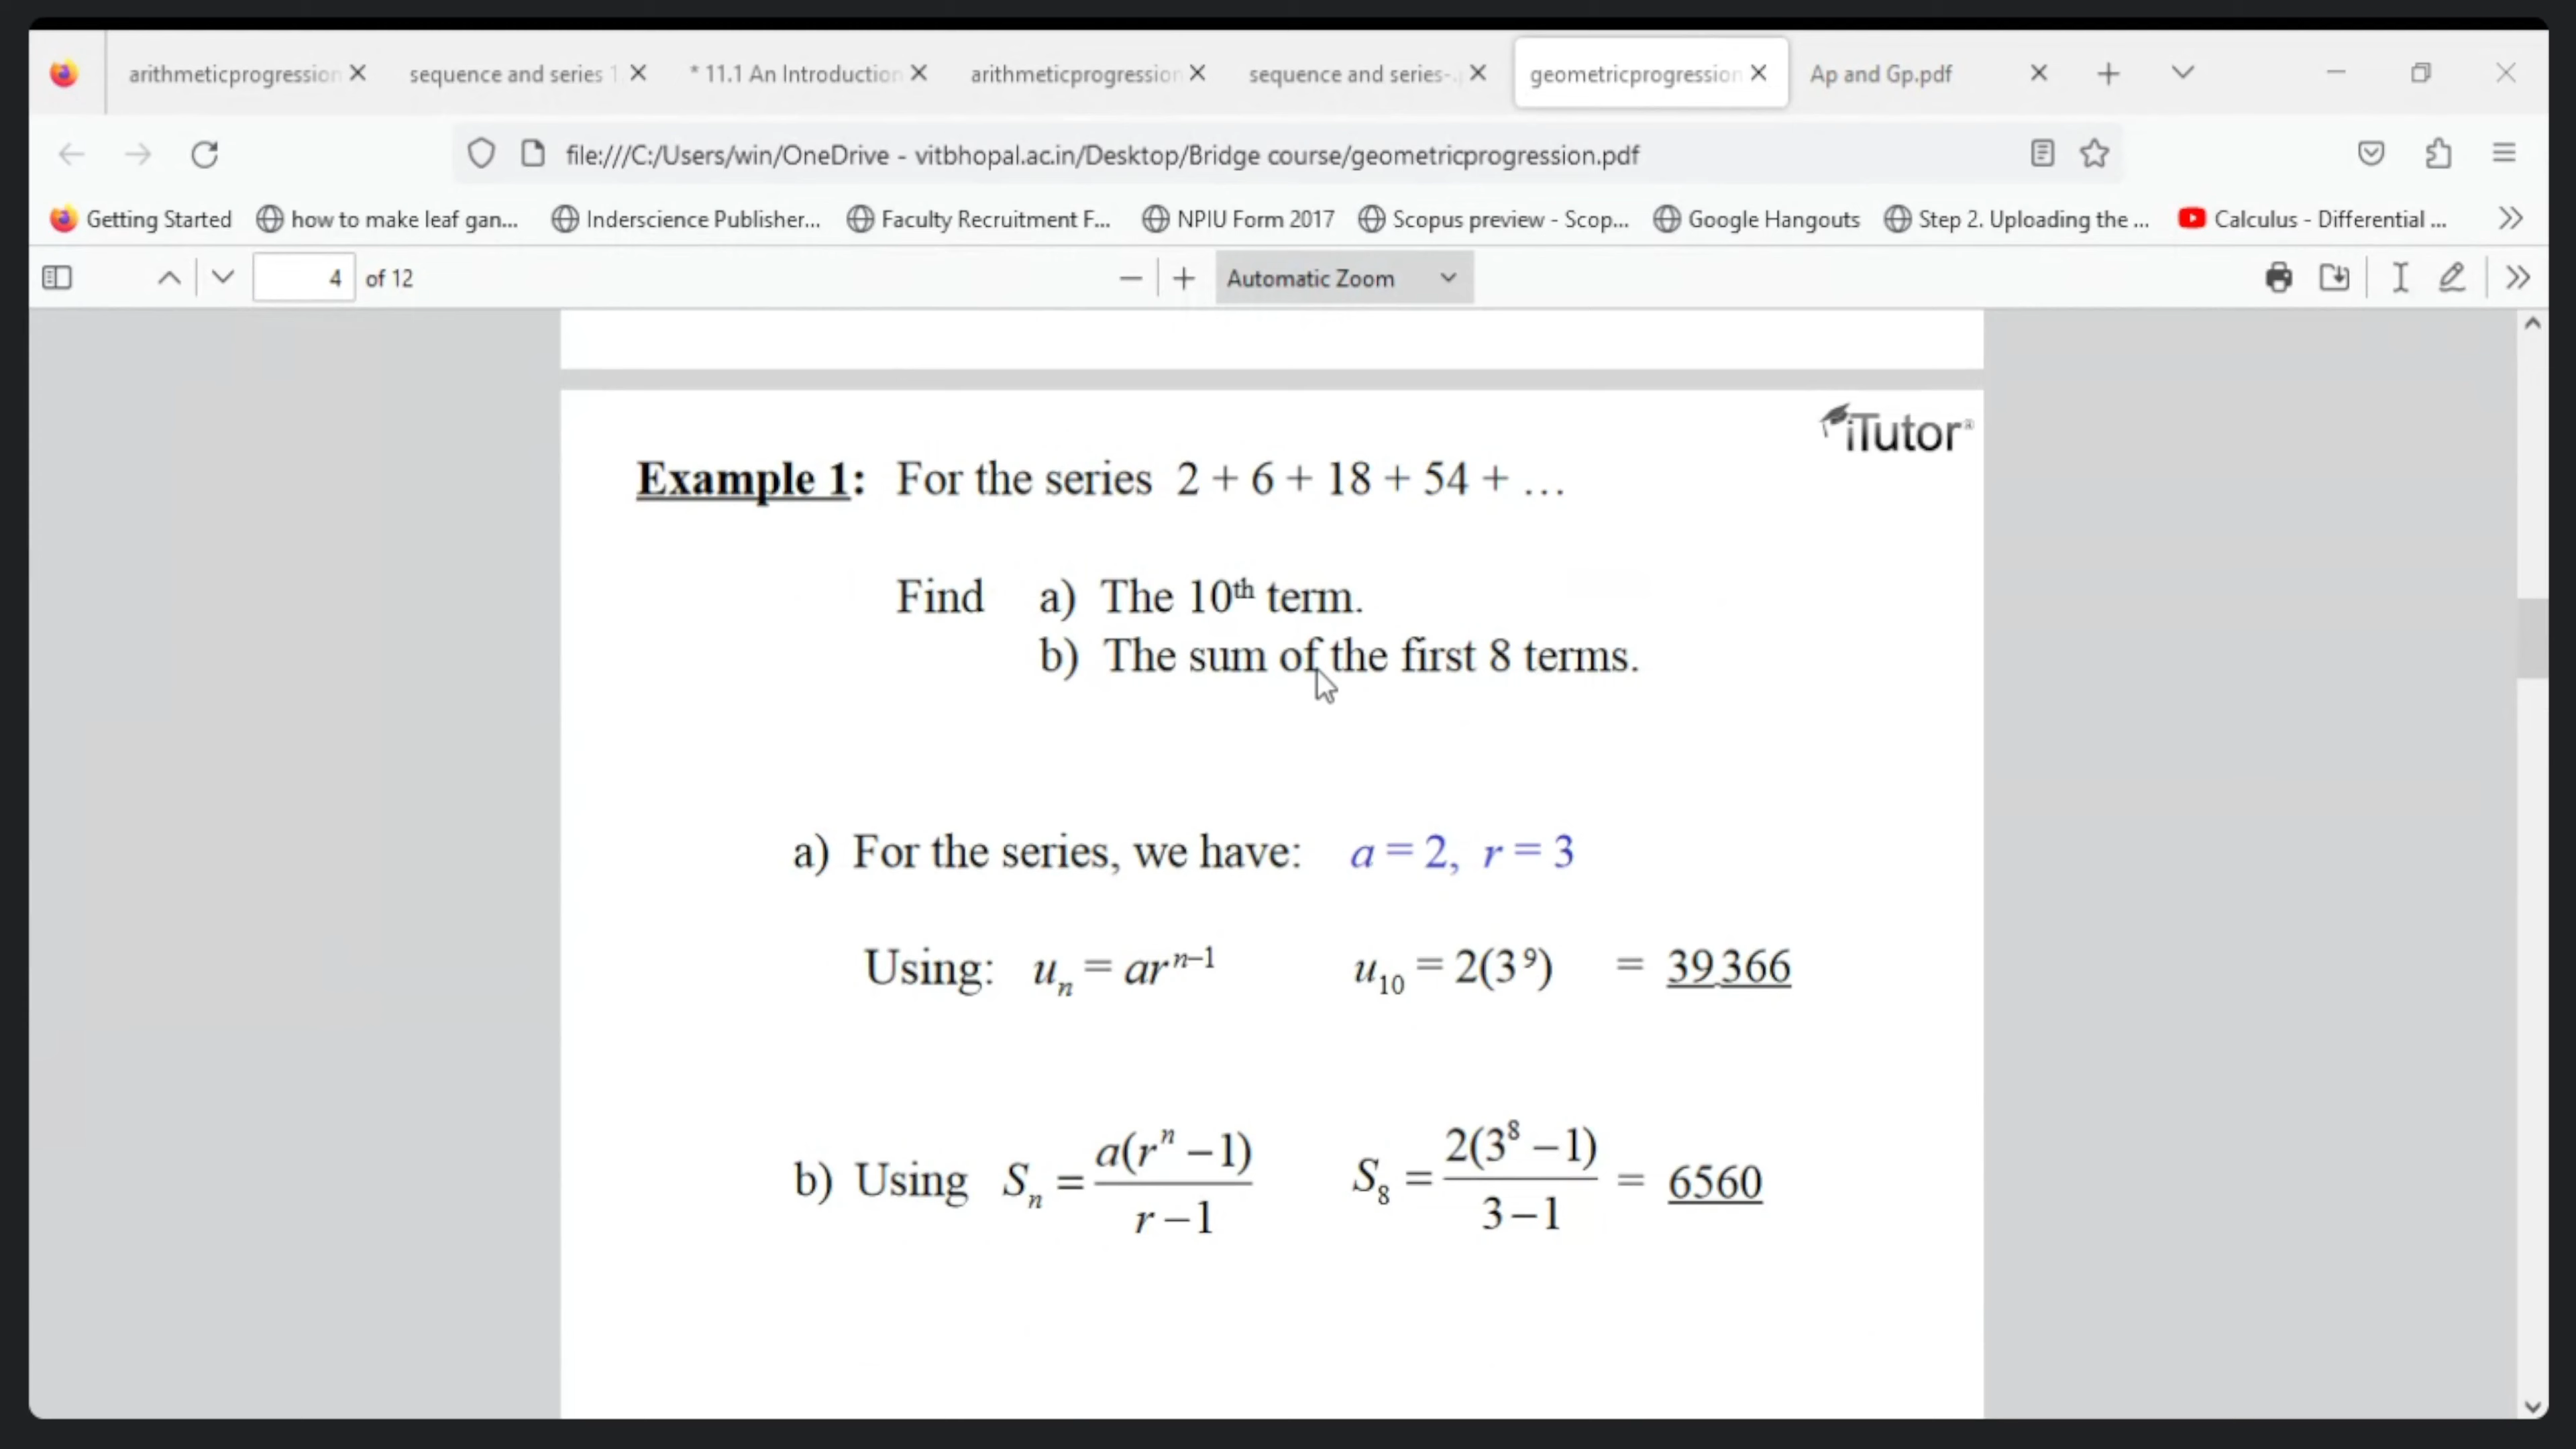 arithmeticprogression sequence and series 1 * 11.1 An Introduction arithmeticprogression sequence and series-. geometricprogression Ap and Gp.pdf
file:///C:/Users/win/OneDrive - vitbhopal.ac.in/Desktop/Bridge course/geometricprogression.pdf
Getting Started how to make leaf gan... Inderscience Publisher... Faculty Recruitment F... NPIU Form 2017 Scopus preview - Scop... Google Hangouts Step 2. Uploading the ... Calculus - Differential ...
4 of 12 Automatic Zoom
iTutor
Example 1: For the series 2 + 6 + 18 + 54 + …
Find a) The 10th term.
b) The sum of the first 8 terms.
a) For the series, we have: a = 2, r = 3
Using: uₙ = arⁿ⁻¹ u₁₀ = 2(3⁹) = 39366
b) Using Sₙ = a(rⁿ – 1) / r – 1 S₈ = 2(3⁸ – 1) / 3 – 1 = 6560